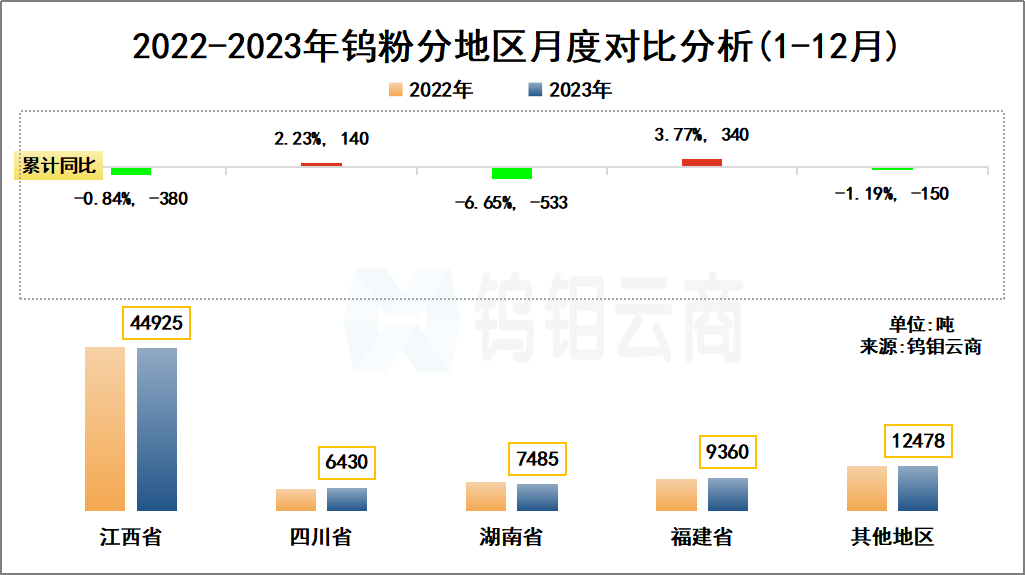 2022-2023年钨粉分地区月度对比分析(1-12月)
2022年 2023年
2.23%, 140
3.77%, 340
累计同比
-0.84%, -380
-6.65%, -533
-1.19%, -150
钨钼云商
44925
单位:吨
来源:钨钼云商
6430
7485
9360
12478
江西省 四川省 湖南省 福建省 其他地区